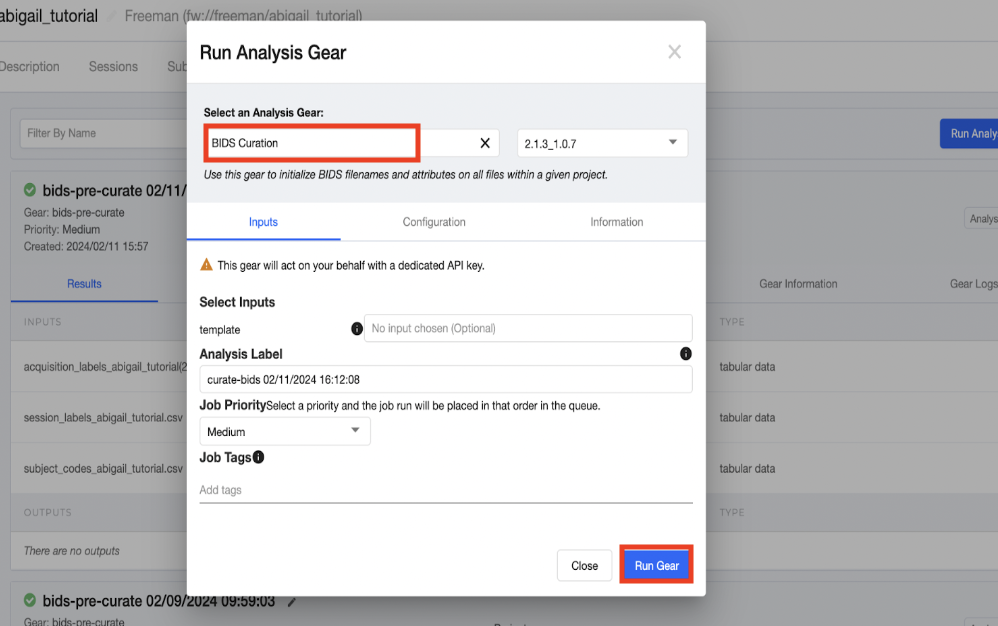 abigail_tutorial / Freeman (fw://freeman/abigail_tutorial)
Description Sessions Sub
Run Analysis Gear
Select an Analysis Gear:
Filter By Name
BIDS Curation
2.1.3_1.0.7
Run Analy
Use this gear to initialize BIDS filenames and attributes on all files within a given project.
bids-pre-curate 02/11/
Gear: bids-pre-curate
Priority: Medium
Created: 2024/02/11 15:57
Analys
Inputs Configuration Information
This gear will act on your behalf with a dedicated API key.
Results
Gear Information Gear Logs
Select Inputs
INPUTS
TYPE
template
No input chosen (Optional)
Analysis Label
acquisition_labels_abigail_tutorial(2
tabular data
curate-bids 02/11/2024 16:12:08
Job PrioritySelect a priority and the job run will be placed in that order in the queue.
session_labels_abigail_tutorial.csv
tabular data
Medium
Job Tags
subject_codes_abigail_tutorial.csv
tabular data
Add tags
OUTPUTS
TYPE
There are no outputs
Close
Run Gear
bids-pre-curate 02/09/2024 09:59:03
Gear: bids-pre-curate